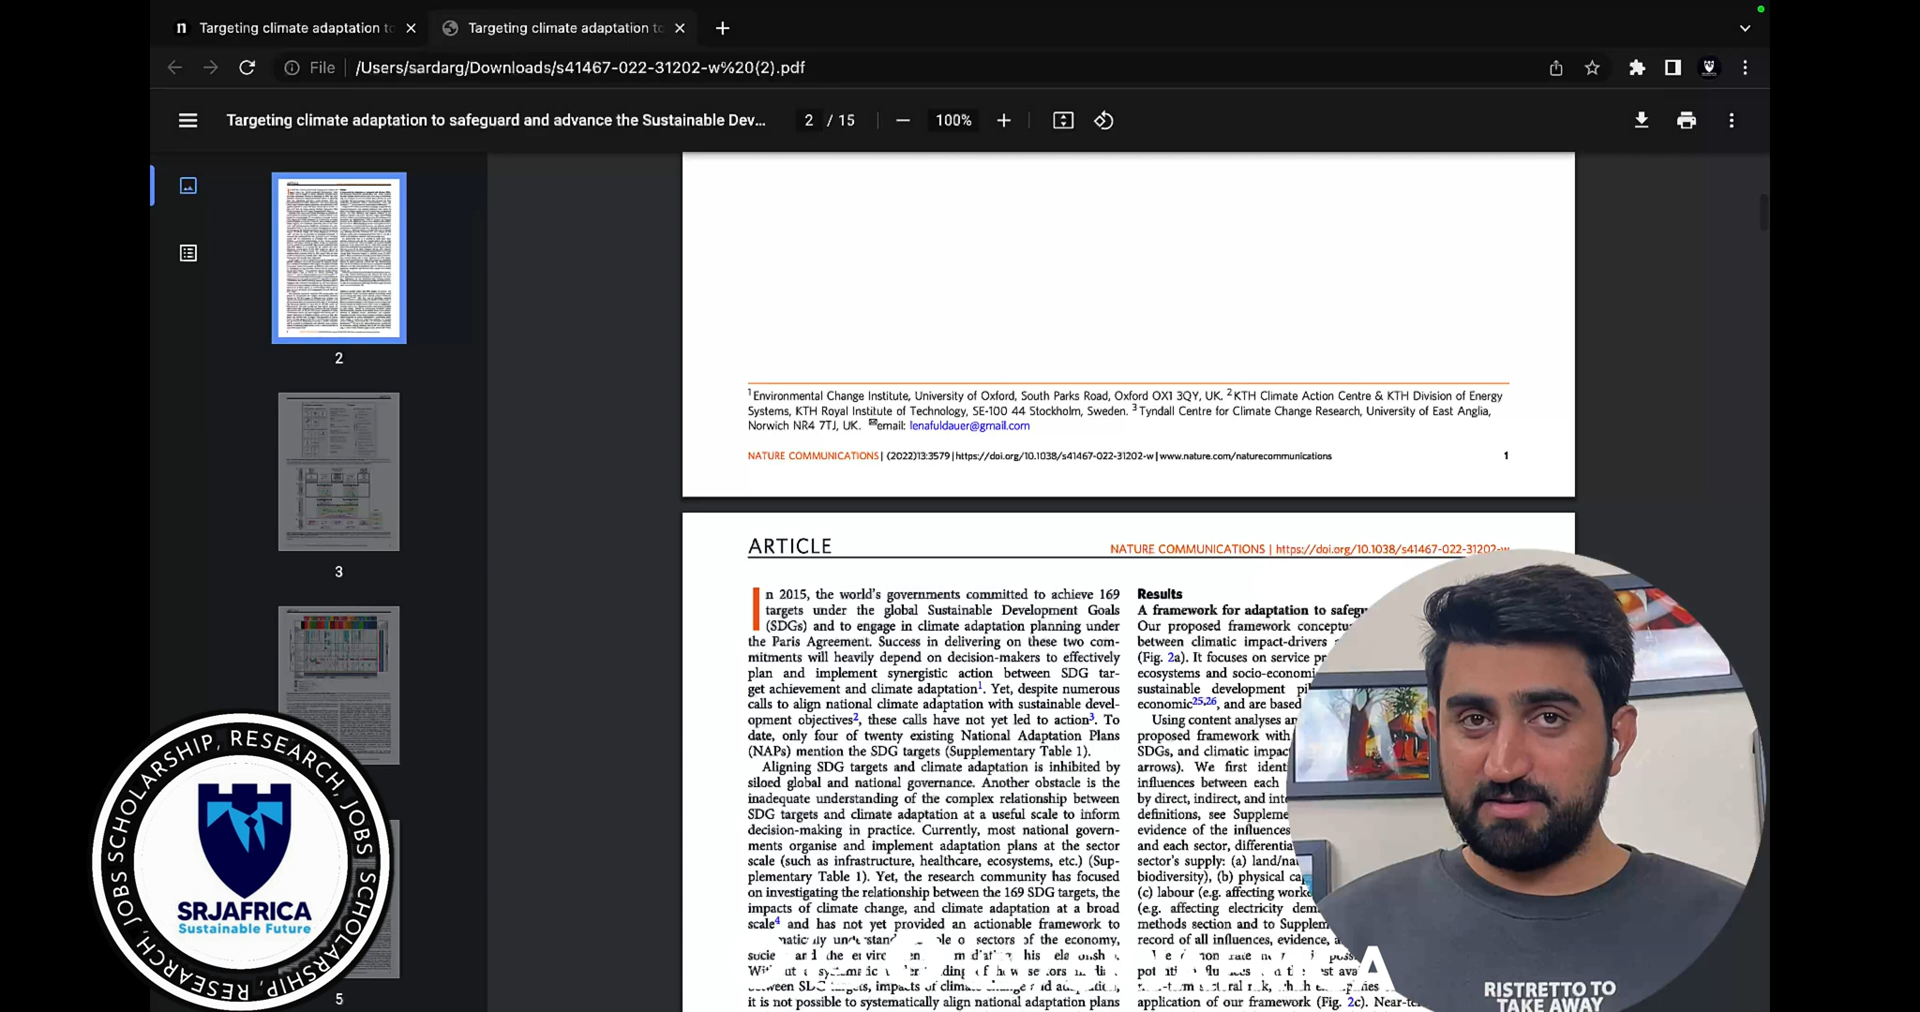 Targeting climate adaptation to
Targeting climate adaptation to
File
/Users/sardarg/Downloads/s41467-022-31202-w%20(2).pdf
Targeting climate adaptation to safeguard and advance the Sustainable Dev...
2 / 15
100%
2
3
5
1Environmental Change Institute, University of Oxford, South Parks Road, Oxford OX1 3QY, UK. 2KTH Climate Action Centre & KTH Division of Energy
Systems, KTH Royal Institute of Technology, SE-100 44 Stockholm, Sweden. 3Tyndall Centre for Climate Change Research, University of East Anglia,
Norwich NR4 7TJ, UK. ✉email: lenafuldauer@gmail.com
NATURE COMMUNICATIONS | (2022)13:3579 | https://doi.org/10.1038/s41467-022-31202-w | www.nature.com/naturecommunications 1
ARTICLE
NATURE COMMUNICATIONS | https://doi.org/10.1038/s41467-022-31202-w
In 2015, the world's governments committed to achieve 169
targets under the global Sustainable Development Goals
(SDGs) and to engage in climate adaptation planning under
the Paris Agreement. Success in delivering on these two com-
mitments will heavily depend on decision-makers to effectively
plan and implement synergistic action between SDG tar-
get achievement and climate adaptation1. Yet, despite numerous
calls to align national climate adaptation with sustainable devel-
opment objectives2, these calls have not yet led to action3. To
date, only four of twenty existing National Adaptation Plans
(NAPs) mention the SDG targets (Supplementary Table 1).
Aligning SDG targets and climate adaptation is inhibited by
siloed global and national governance. Another obstacle is the
inadequate understanding of the complex relationship between
SDG targets and climate adaptation at a useful scale to inform
decision-making in practice. Currently, most national govern-
ments organise and implement adaptation plans at the sector
scale (such as infrastructure, healthcare, ecosystems, etc.) (Sup-
plementary Table 1). Yet, the research community has focused
on investigating the relationship between the 169 SDG targets, the
impacts of climate change, and climate adaptation at a broad
scale4 and has not yet provided an actionable framework to
sectors of the economy,
and the
between SDG targets, impacts of climate change and
it is not possible to systematically align national adaptation plans
Results
A framework for adaptation to
Our proposed framework
between climatic impact-drivers
(Fig. 2a). It focuses on service
ecosystems and
sustainable development
economic25,26, and are based
Using content analyses
proposed framework with
SDGs, and climatic
arrows). We first
influences between each
by direct, indirect, and
definitions, see
evidence of the influences
and each sector,
sector's supply: (a)
biodiversity), (b) physical
(c) labour (e.g. affecting
(e.g. affecting electricity
methods section and to
record of all influences, evidence,
application of our framework (Fig. 2c).
SCHOLARSHIP, RESEARCH, JOBS SCHOLARSHIP, RESEARCH, JOBS
SRJAFRICA
Sustainable Future
RISTRETTO TO
TAKE AWAY